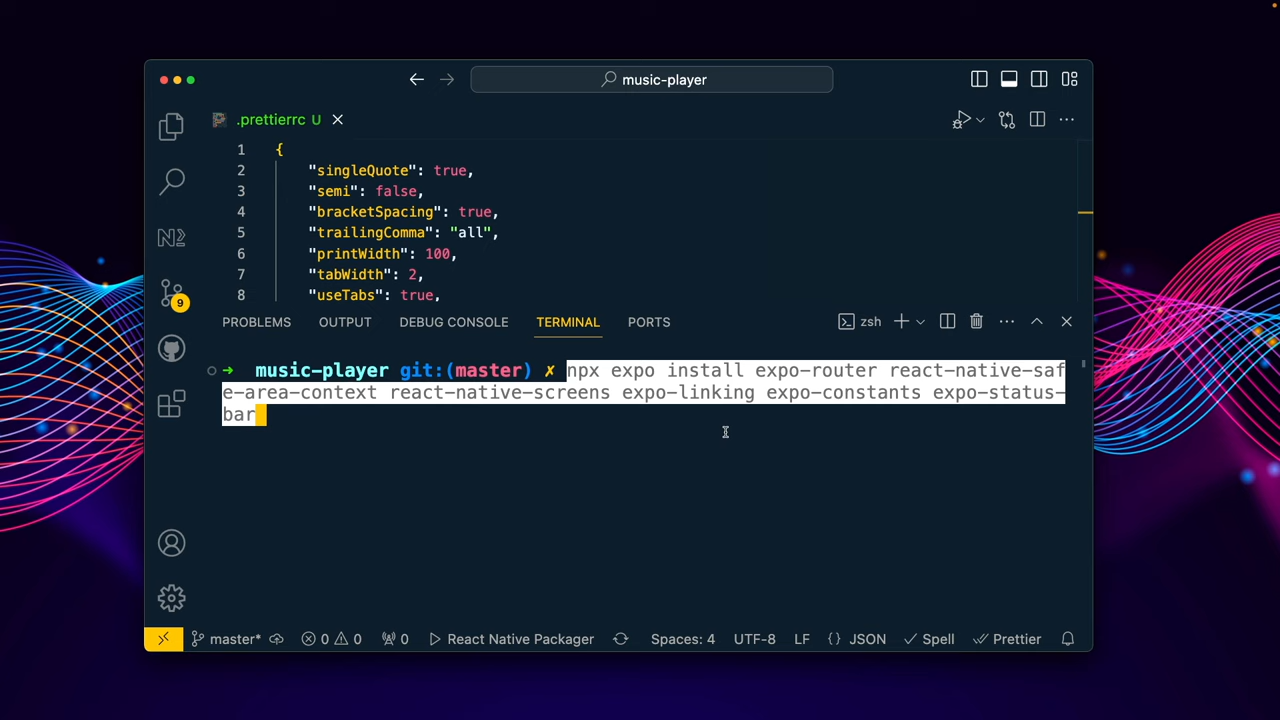 music-player
.prettierrc U
1 {
2 "singleQuote": true,
3 "semi": false,
4 "bracketSpacing": true,
5 "trailingComma": "all",
6 "printWidth": 100,
7 "tabWidth": 2,
8 "useTabs": true,
PROBLEMS OUTPUT DEBUG CONSOLE TERMINAL PORTS zsh
➜ music-player git:(master) ✗ npx expo install expo-router react-native-saf
e-area-context react-native-screens expo-linking expo-constants expo-status-
bar
9
master* 0 0 0 React Native Packager Spaces: 4 UTF-8 LF {} JSON Spell Prettier